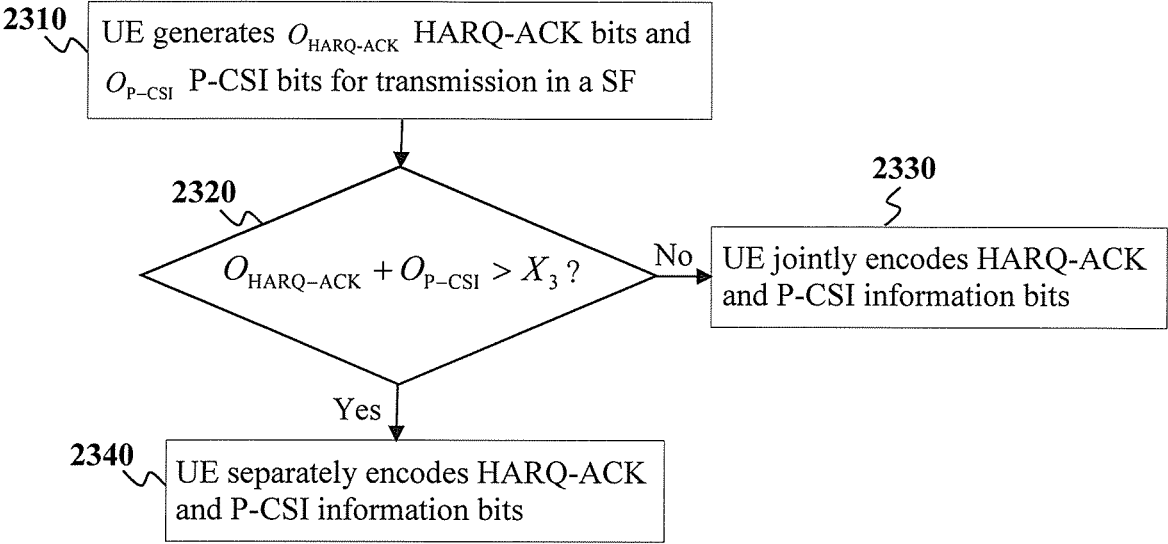 2310
UE generates O_HARQ-ACK HARQ-ACK bits and
O_P−CSI P-CSI bits for transmission in a SF
2320
2330
O_HARQ−ACK + O_P−CSI > X_3 ?
No
UE jointly encodes HARQ-ACK
and P-CSI information bits
Yes
2340
UE separately encodes HARQ-ACK
and P-CSI information bits